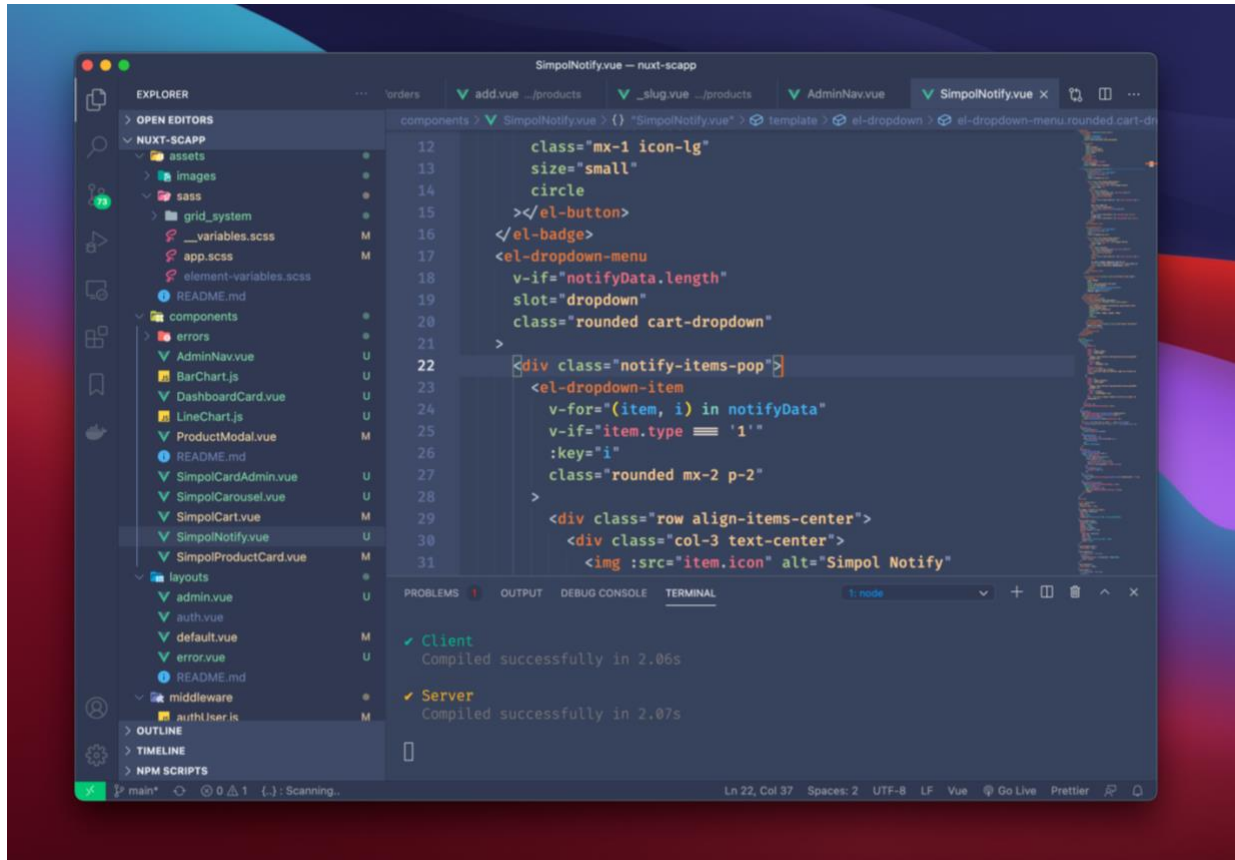 SimpolNotify.vue — nuxt-scapp
EXPLORER
OPEN EDITORS
NUXT-SCAPP
assets
images
sass
grid_system
__variables.scss M
app.scss M
element-variables.scss
README.md
components
errors
AdminNav.vue U
BarChart.js U
DashboardCard.vue U
LineChart.js U
ProductModal.vue M
README.md
SimpolCardAdmin.vue U
SimpolCarousel.vue U
SimpolCart.vue M
SimpolNotify.vue U
SimpolProductCard.vue M
layouts
admin.vue U
auth.vue
default.vue M
error.vue U
README.md
middleware
authUser.js M
OUTLINE
TIMELINE
NPM SCRIPTS
73
'orders add.vue .../products _slug.vue .../products AdminNav.vue SimpolNotify.vue
components > SimpolNotify.vue > {} "SimpolNotify.vue" > template > el-dropdown > el-dropdown-menu.rounded.cart-dr
12 class="mx-1 icon-lg"
13 size="small"
14 circle
15 ></el-button>
16 </el-badge>
17 <el-dropdown-menu
18 v-if="notifyData.length"
19 slot="dropdown"
20 class="rounded cart-dropdown"
21 >
22 <div class="notify-items-pop">
23 <el-dropdown-item
24 v-for="(item, i) in notifyData"
25 v-if="item.type === '1'"
26 :key="i"
27 class="rounded mx-2 p-2"
28 >
29 <div class="row align-items-center">
30 <div class="col-3 text-center">
31 <img :src="item.icon" alt="Simpol Notify"
PROBLEMS 1 OUTPUT DEBUG CONSOLE TERMINAL 1: node
✔ Client
Compiled successfully in 2.06s
✔ Server
Compiled successfully in 2.07s
main* 0 1 {..} : Scanning.. Ln 22, Col 37 Spaces: 2 UTF-8 LF Vue Go Live Prettier